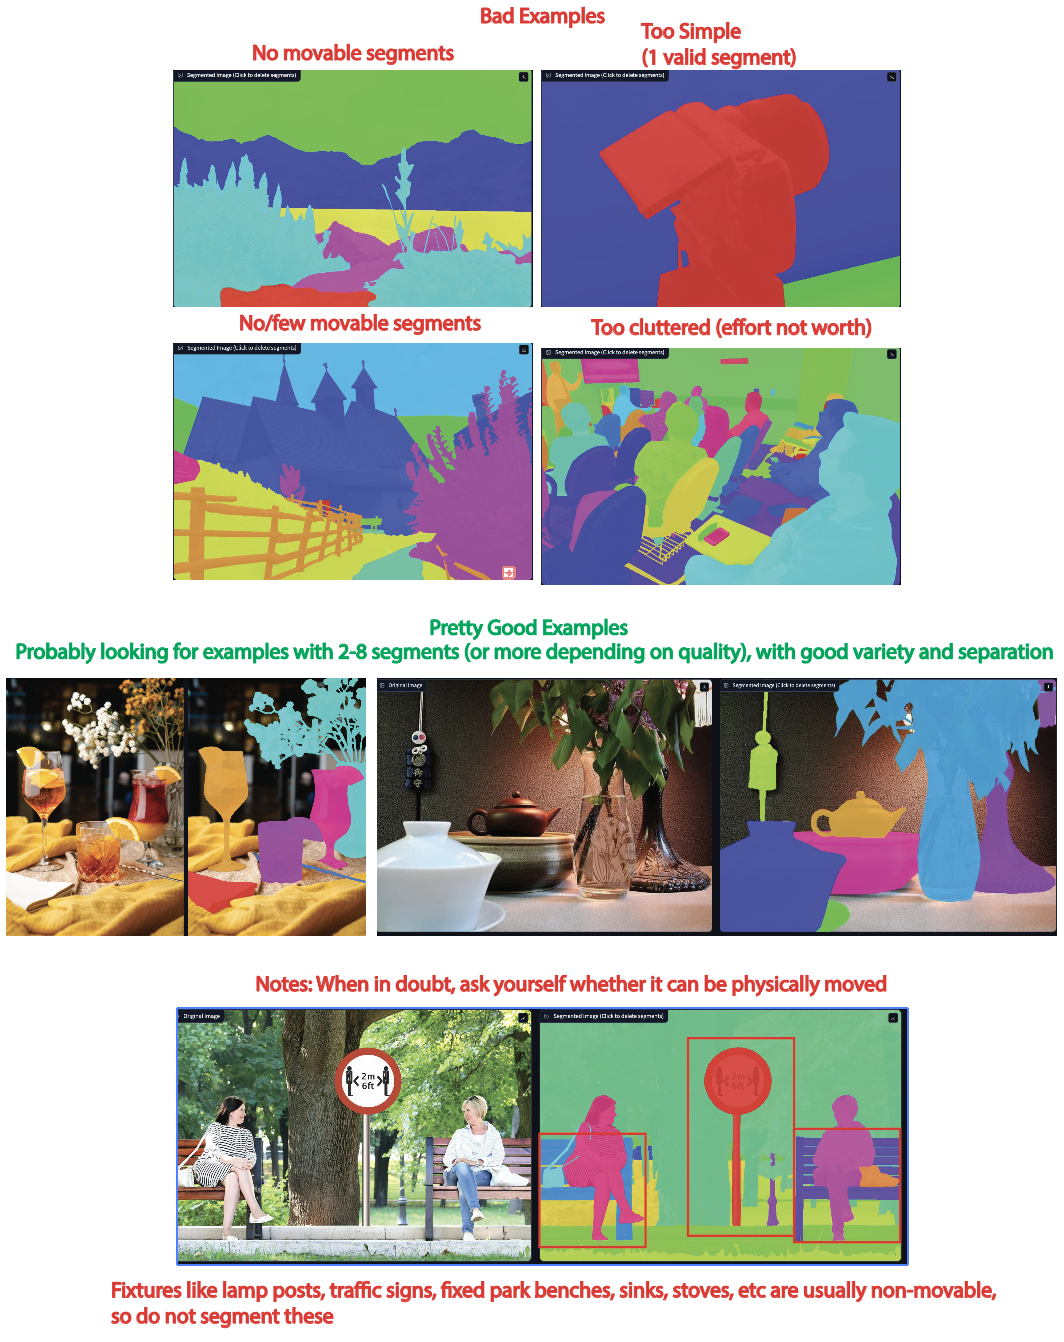 Bad Examples
No movable segments
Too Simple
(1 valid segment)
Segmented Image (Click to delete segments)
Segmented Image (Click to delete segments)
No/few movable segments
Too cluttered (effort not worth)
Segmented Image (Click to delete segments)
Segmented Image (Click to delete segments)
Pretty Good Examples
Probably looking for examples with 2-8 segments (or more depending on quality), with good variety and separation
Original Image
Segmented Image (Click to delete segments)
Notes: When in doubt, ask yourself whether it can be physically moved
Original Image
Segmented Image (Click to delete segments)
2m
6ft
2m
6ft
Fixtures like lamp posts, traffic signs, fixed park benches, sinks, stoves, etc are usually non-movable,
so do not segment these